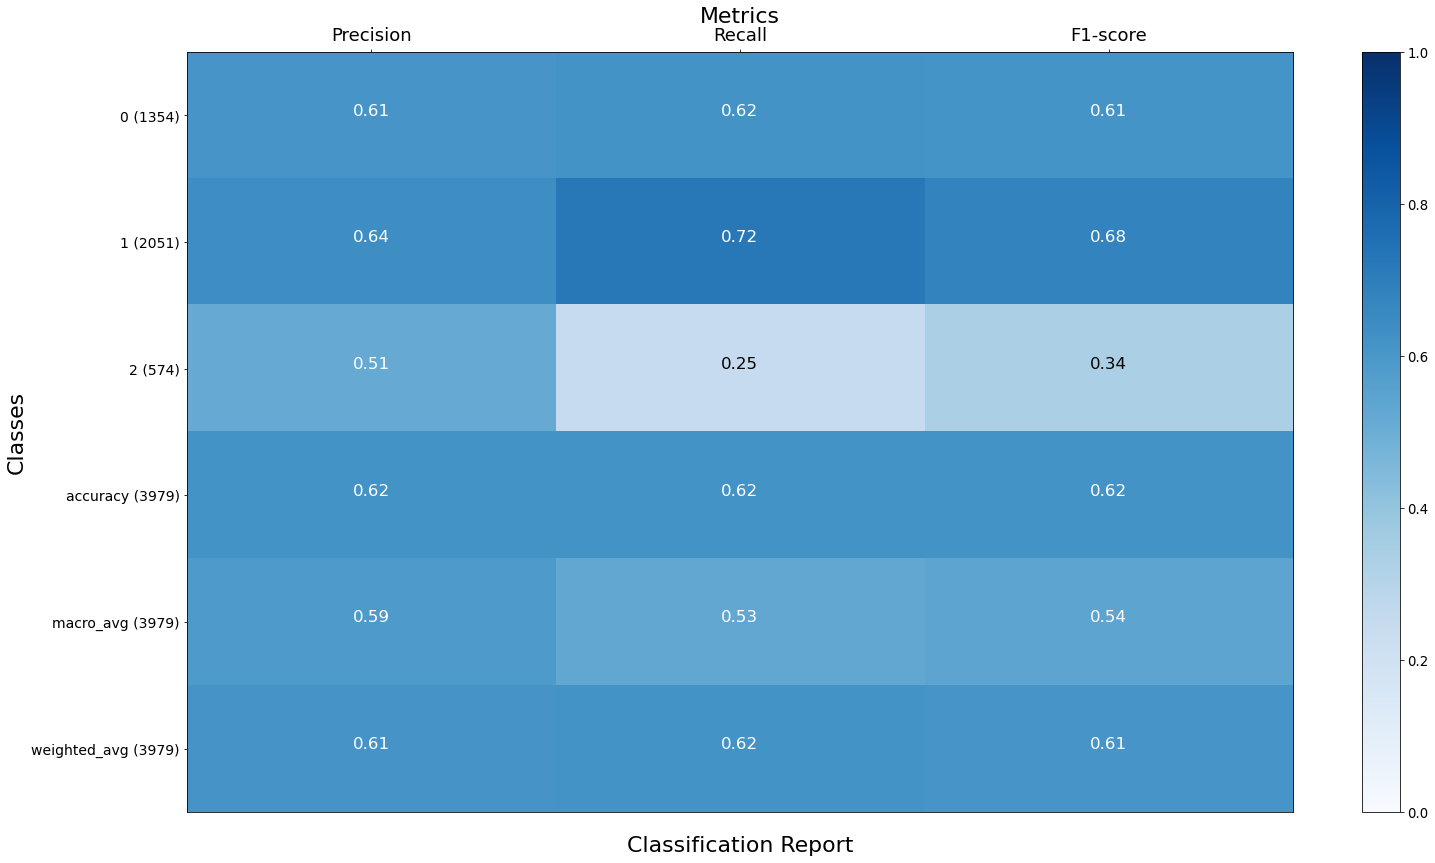 Metrics
Precision Recall F1-score
0 (1354) 0.61 0.62 0.61
1 (2051) 0.64 0.72 0.68
2 (574) 0.51 0.25 0.34
accuracy (3979) 0.62 0.62 0.62
macro_avg (3979) 0.59 0.53 0.54
weighted_avg (3979) 0.61 0.62 0.61
Classes
Classification Report
1.0
0.8
0.6
0.4
0.2
0.0